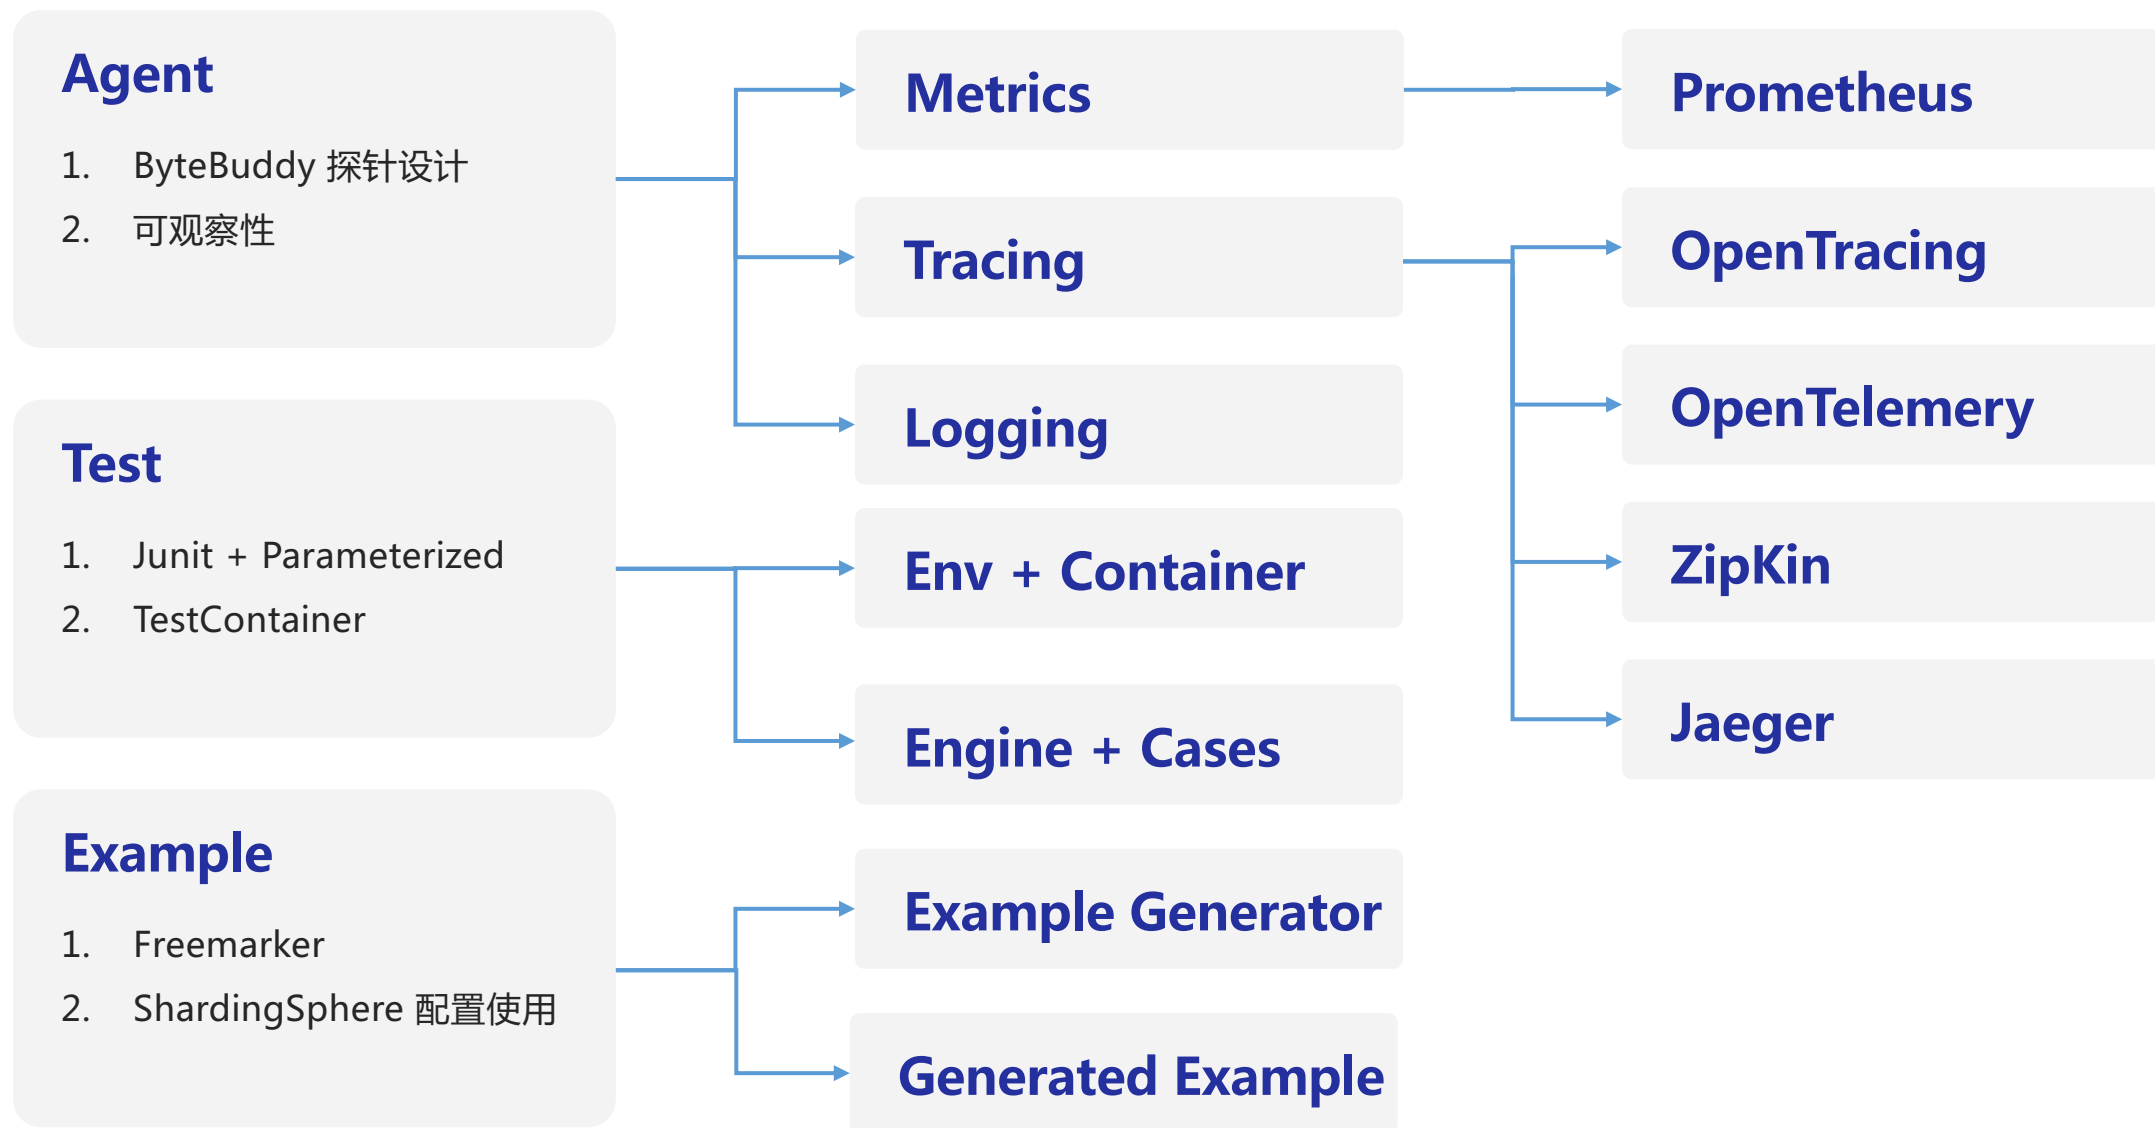 Agent
1. ByteBuddy 探针设计
2. 可观察性
Test
1. Junit + Parameterized
2. TestContainer
Example
1. Freemarker
2. ShardingSphere 配置使用
Metrics
Tracing
Logging
Env + Container
Engine + Cases
Example Generator
Generated Example
Prometheus
OpenTracing
OpenTelemery
ZipKin
Jaeger